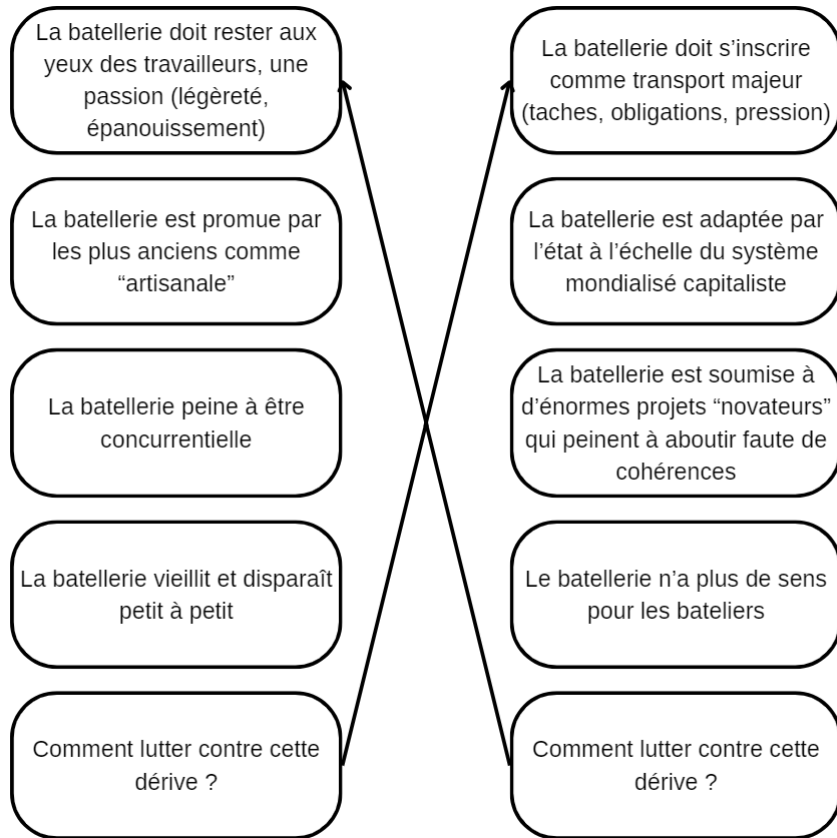 La batellerie doit rester aux
yeux des travailleurs, une
passion (légèreté,
épanouissement)
La batellerie est promue par
les plus anciens comme
“artisanale”
La batellerie peine à être
concurrentielle
La batellerie vieillit et disparaît
petit à petit
Comment lutter contre cette
dérive ?
La batellerie doit s’inscrire
comme transport majeur
(taches, obligations, pression)
La batellerie est adaptée par
l’état à l’échelle du système
mondialisé capitaliste
La batellerie est soumise à
d’énormes projets “novateurs”
qui peinent à aboutir faute de
cohérences
Le batellerie n’a plus de sens
pour les bateliers
Comment lutter contre cette
dérive ?